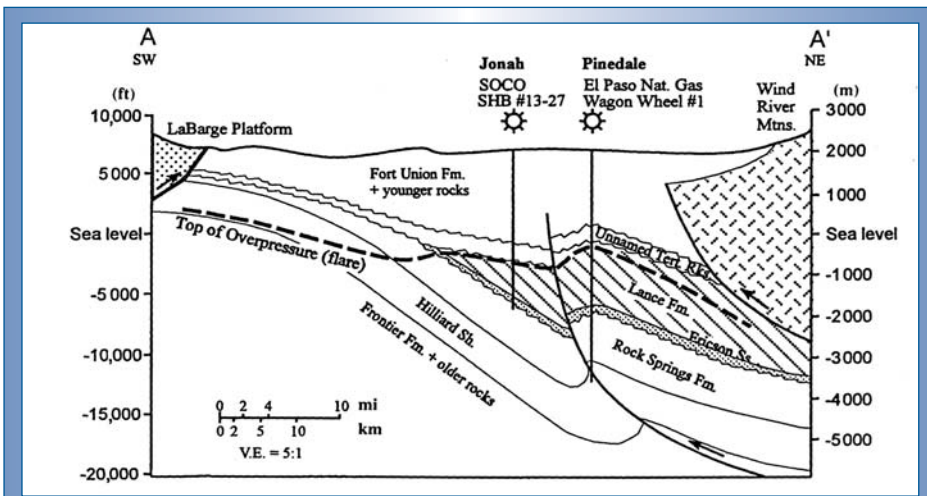 A
SW
A'
NE
Jonah
SOCO
SHB #13-27
Pinedale
El Paso Nat. Gas
Wagon Wheel #1
Wind
River
Mtns.
(ft)
10,000
5 000
Sea level
-5 000
-10,000
-15,000
-20,000
(m)
3000
2000
1000
Sea level
-1000
-2000
-3000
-4000
-5000
LaBarge Platform
Fort Union Fm.
+ younger rocks
Top of Overpressure (flare)
Unnamed Tert. Rks.
Lance Fm.
Ericson Ss.
Hilliard Sh.
Rock Springs Fm.
Frontier Fm. + older rocks
0 2 4 10 mi
0 2 5 10 km
V.E. = 5:1